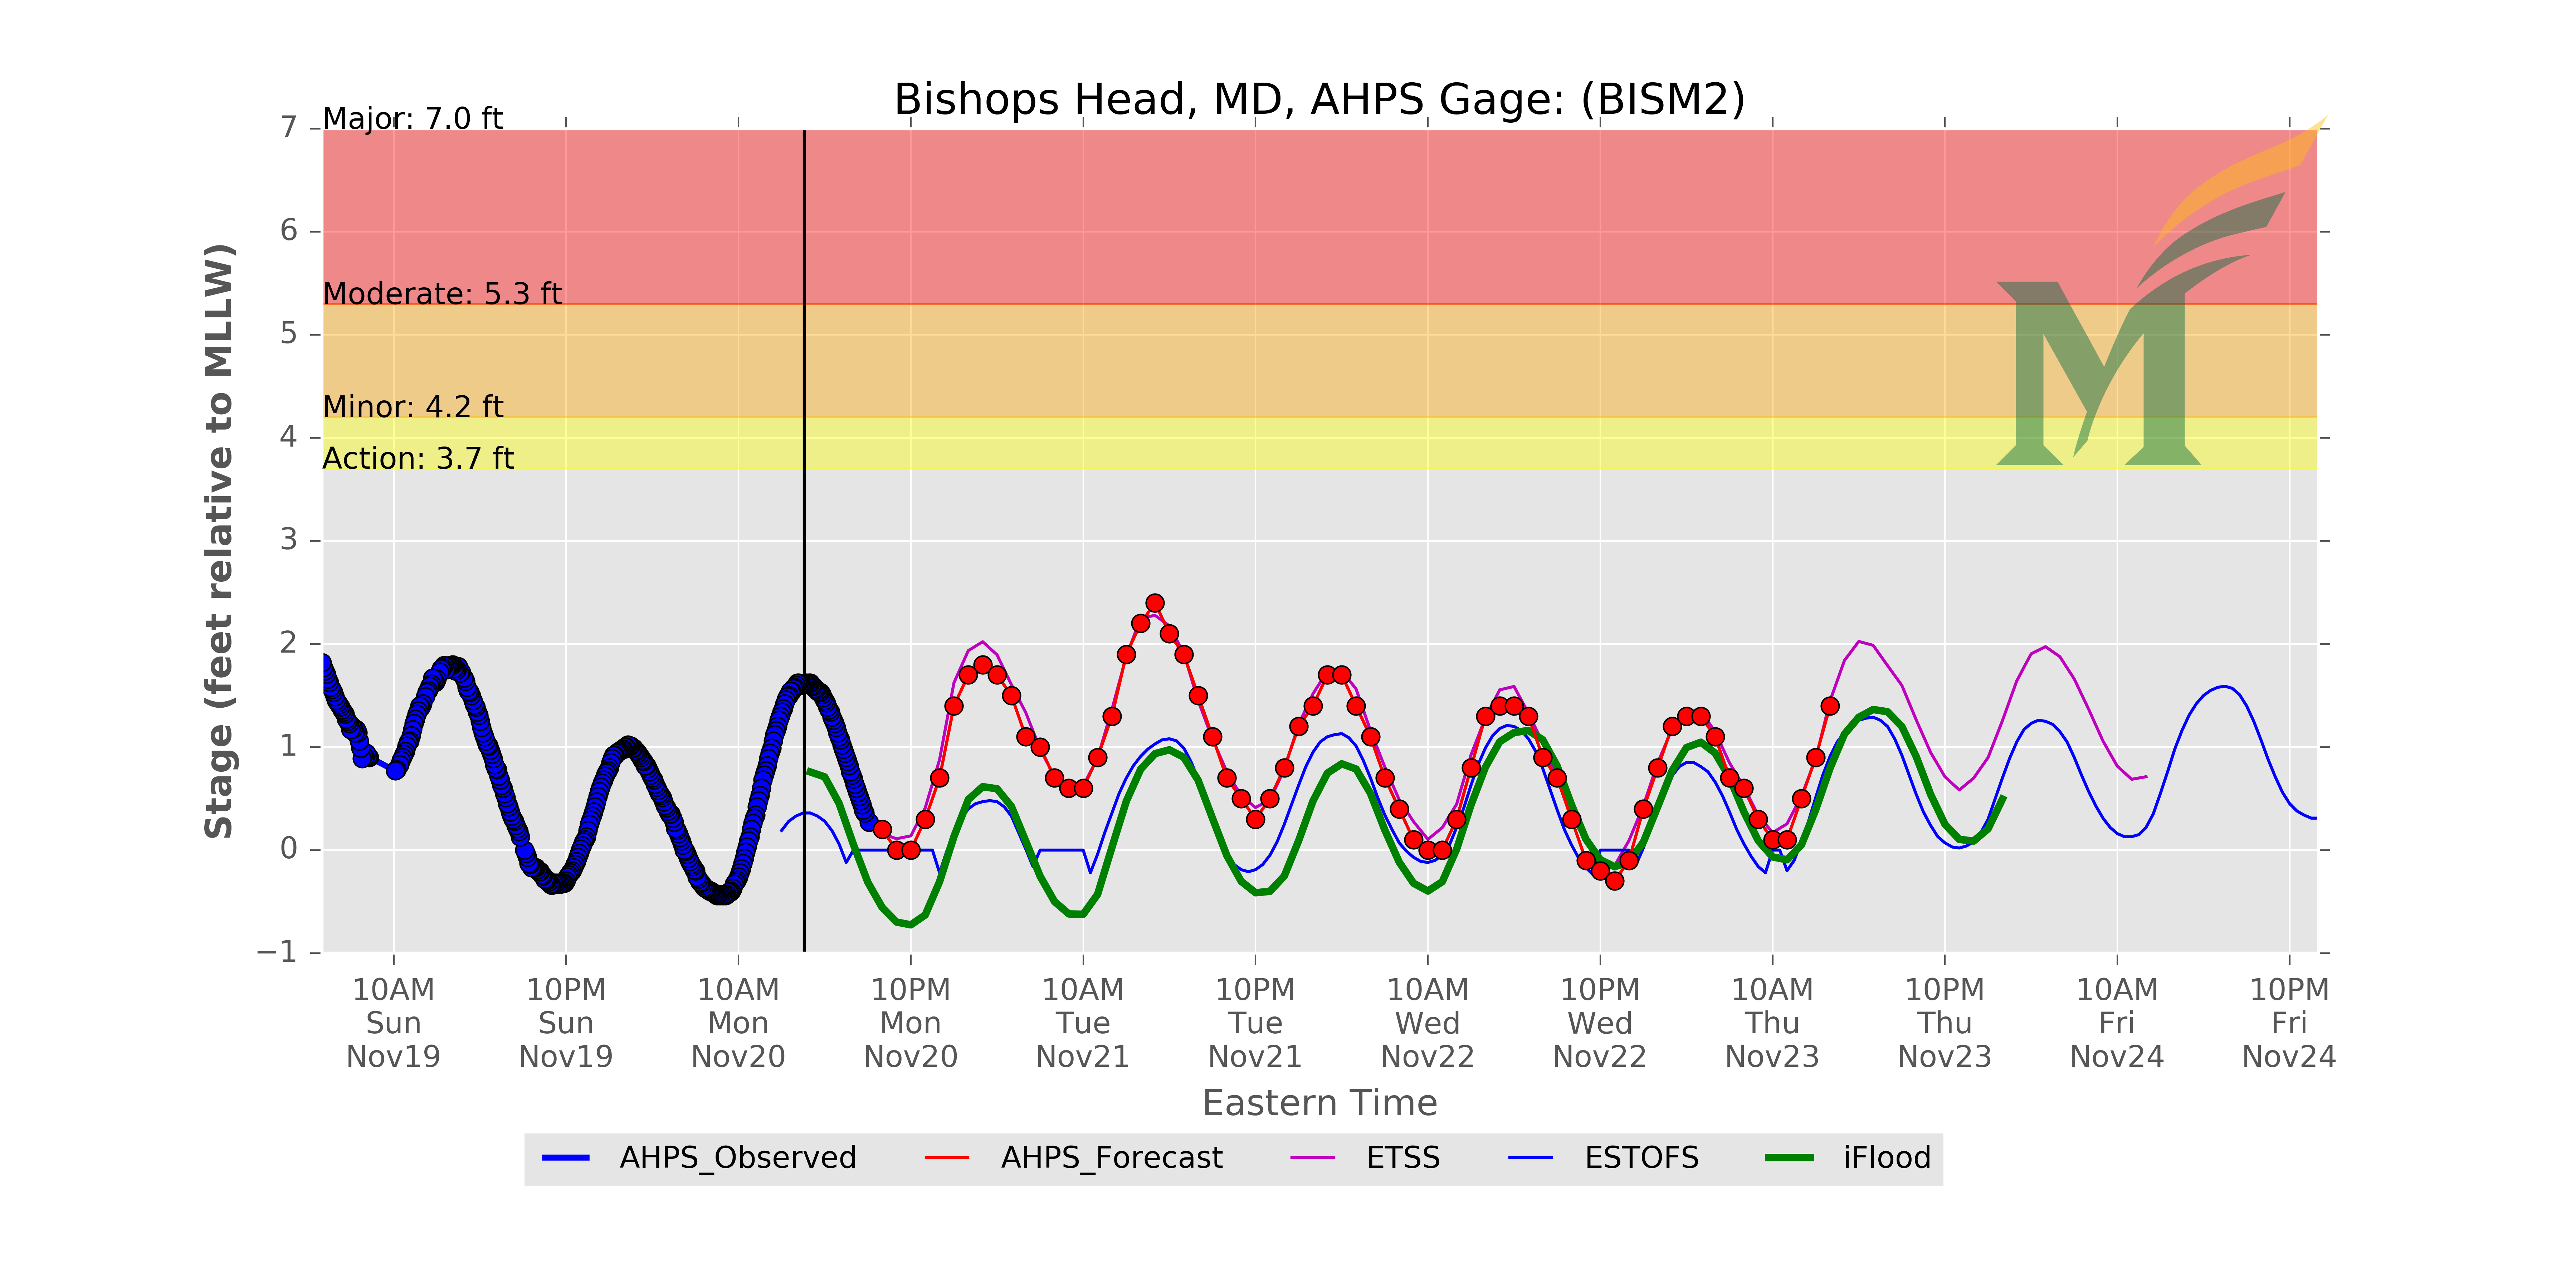 Bishops Head, MD, AHPS Gage: (BISM2)
Major: 7.0 ft
Moderate: 5.3 ft
Minor: 4.2 ft
Action: 3.7 ft
Stage (feet relative to MLLW)
7
6
5
4
3
2
1
0
−1
10AM Sun Nov19
10PM Sun Nov19
10AM Mon Nov20
10PM Mon Nov20
10AM Tue Nov21
10PM Tue Nov21
10AM Wed Nov22
10PM Wed Nov22
10AM Thu Nov23
10PM Thu Nov23
10AM Fri Nov24
10PM Fri Nov24
Eastern Time
AHPS_Observed AHPS_Forecast ETSS ESTOFS iFlood
M